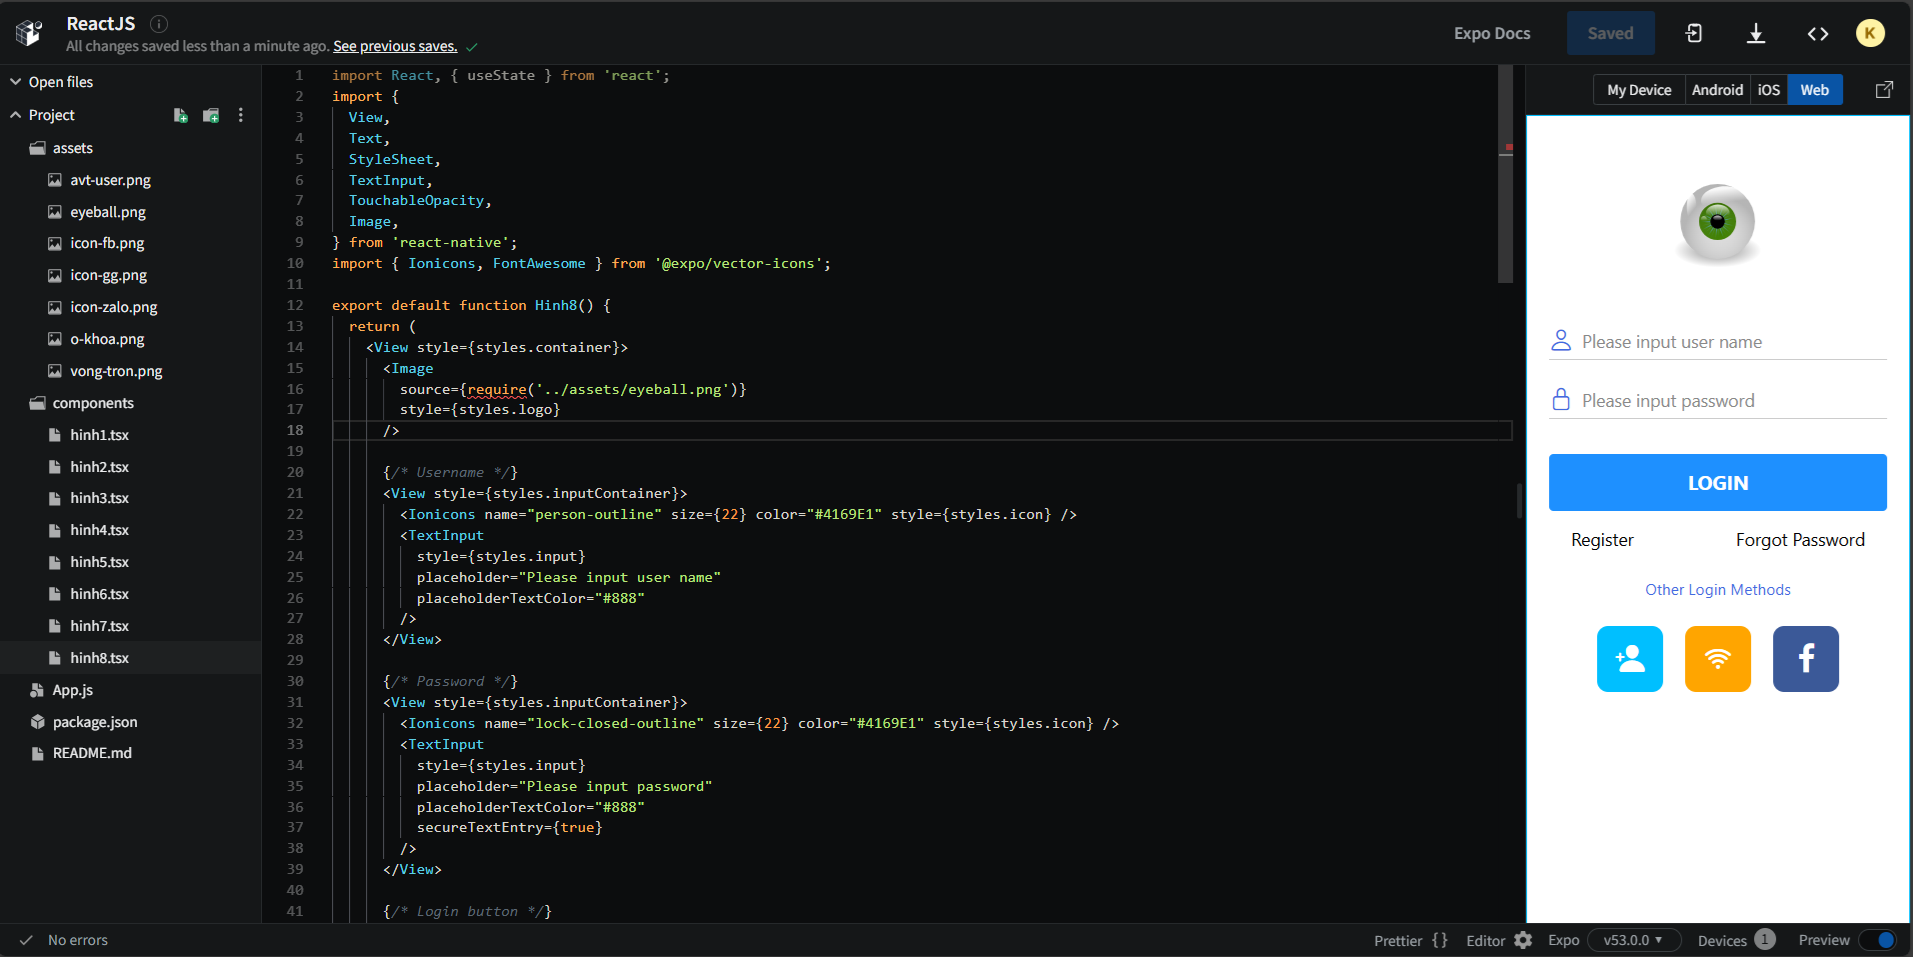 ReactJS
All changes saved less than a minute ago. See previous saves.
Expo Docs
Saved
K
Open files
Project
assets
avt-user.png
eyeball.png
icon-fb.png
icon-gg.png
icon-zalo.png
o-khoa.png
vong-tron.png
components
hinh1.tsx
hinh2.tsx
hinh3.tsx
hinh4.tsx
hinh5.tsx
hinh6.tsx
hinh7.tsx
hinh8.tsx
App.js
package.json
README.md
1 import React, { useState } from 'react';
2 import {
3 View,
4 Text,
5 StyleSheet,
6 TextInput,
7 TouchableOpacity,
8 Image,
9 } from 'react-native';
10 import { Ionicons, FontAwesome } from '@expo/vector-icons';
11
12 export default function Hinh8() {
13 return (
14 <View style={styles.container}>
15 <Image
16 source={require('../assets/eyeball.png')}
17 style={styles.logo}
18 />
19
20 {/* Username */}
21 <View style={styles.inputContainer}>
22 <Ionicons name="person-outline" size={22} color="#4169E1" style={styles.icon} />
23 <TextInput
24 style={styles.input}
25 placeholder="Please input user name"
26 placeholderTextColor="#888"
27 />
28 </View>
29
30 {/* Password */}
31 <View style={styles.inputContainer}>
32 <Ionicons name="lock-closed-outline" size={22} color="#4169E1" style={styles.icon} />
33 <TextInput
34 style={styles.input}
35 placeholder="Please input password"
36 placeholderTextColor="#888"
37 secureTextEntry={true}
38 />
39 </View>
40
41 {/* Login button */}
My Device Android iOS Web
Please input user name
Please input password
LOGIN
Register Forgot Password
Other Login Methods
No errors
Prettier {} Editor Expo v53.0.0 Devices 1 Preview